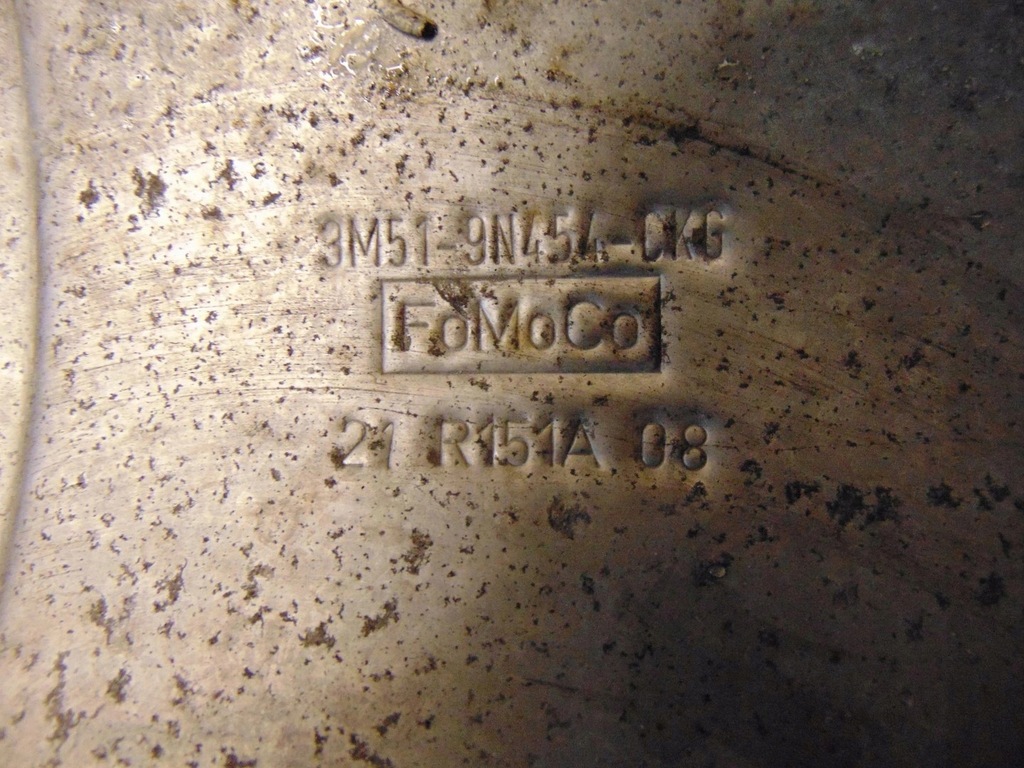 3M51-9N454-CKG
FoMoCo
21 R151A 08